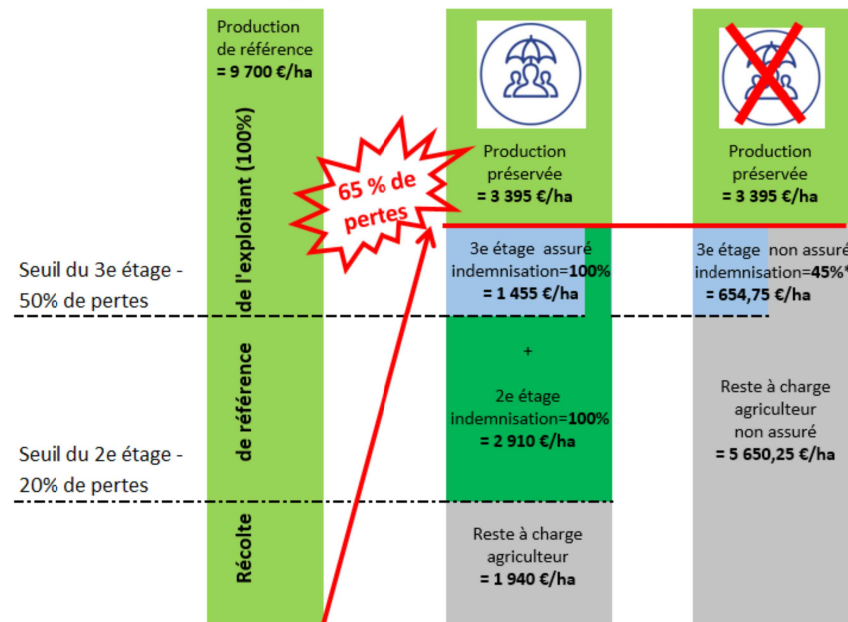 Production
de référence
= 9 700 €/ha
Récolte de référence de l'exploitant (100%)
65 % de
pertes
Production
préservée
= 3 395 €/ha
Production
préservée
= 3 395 €/ha
Seuil du 3e étage -
50% de pertes
3e étage assuré
indemnisation=100%
= 1 455 €/ha
3e étage non assuré
indemnisation=45%*
= 654,75 €/ha
+
2e étage
indemnisation=100%
= 2 910 €/ha
Reste à charge
agriculteur
non assuré
= 5 650,25 €/ha
Seuil du 2e étage -
20% de pertes
Reste à charge
agriculteur
= 1 940 €/ha